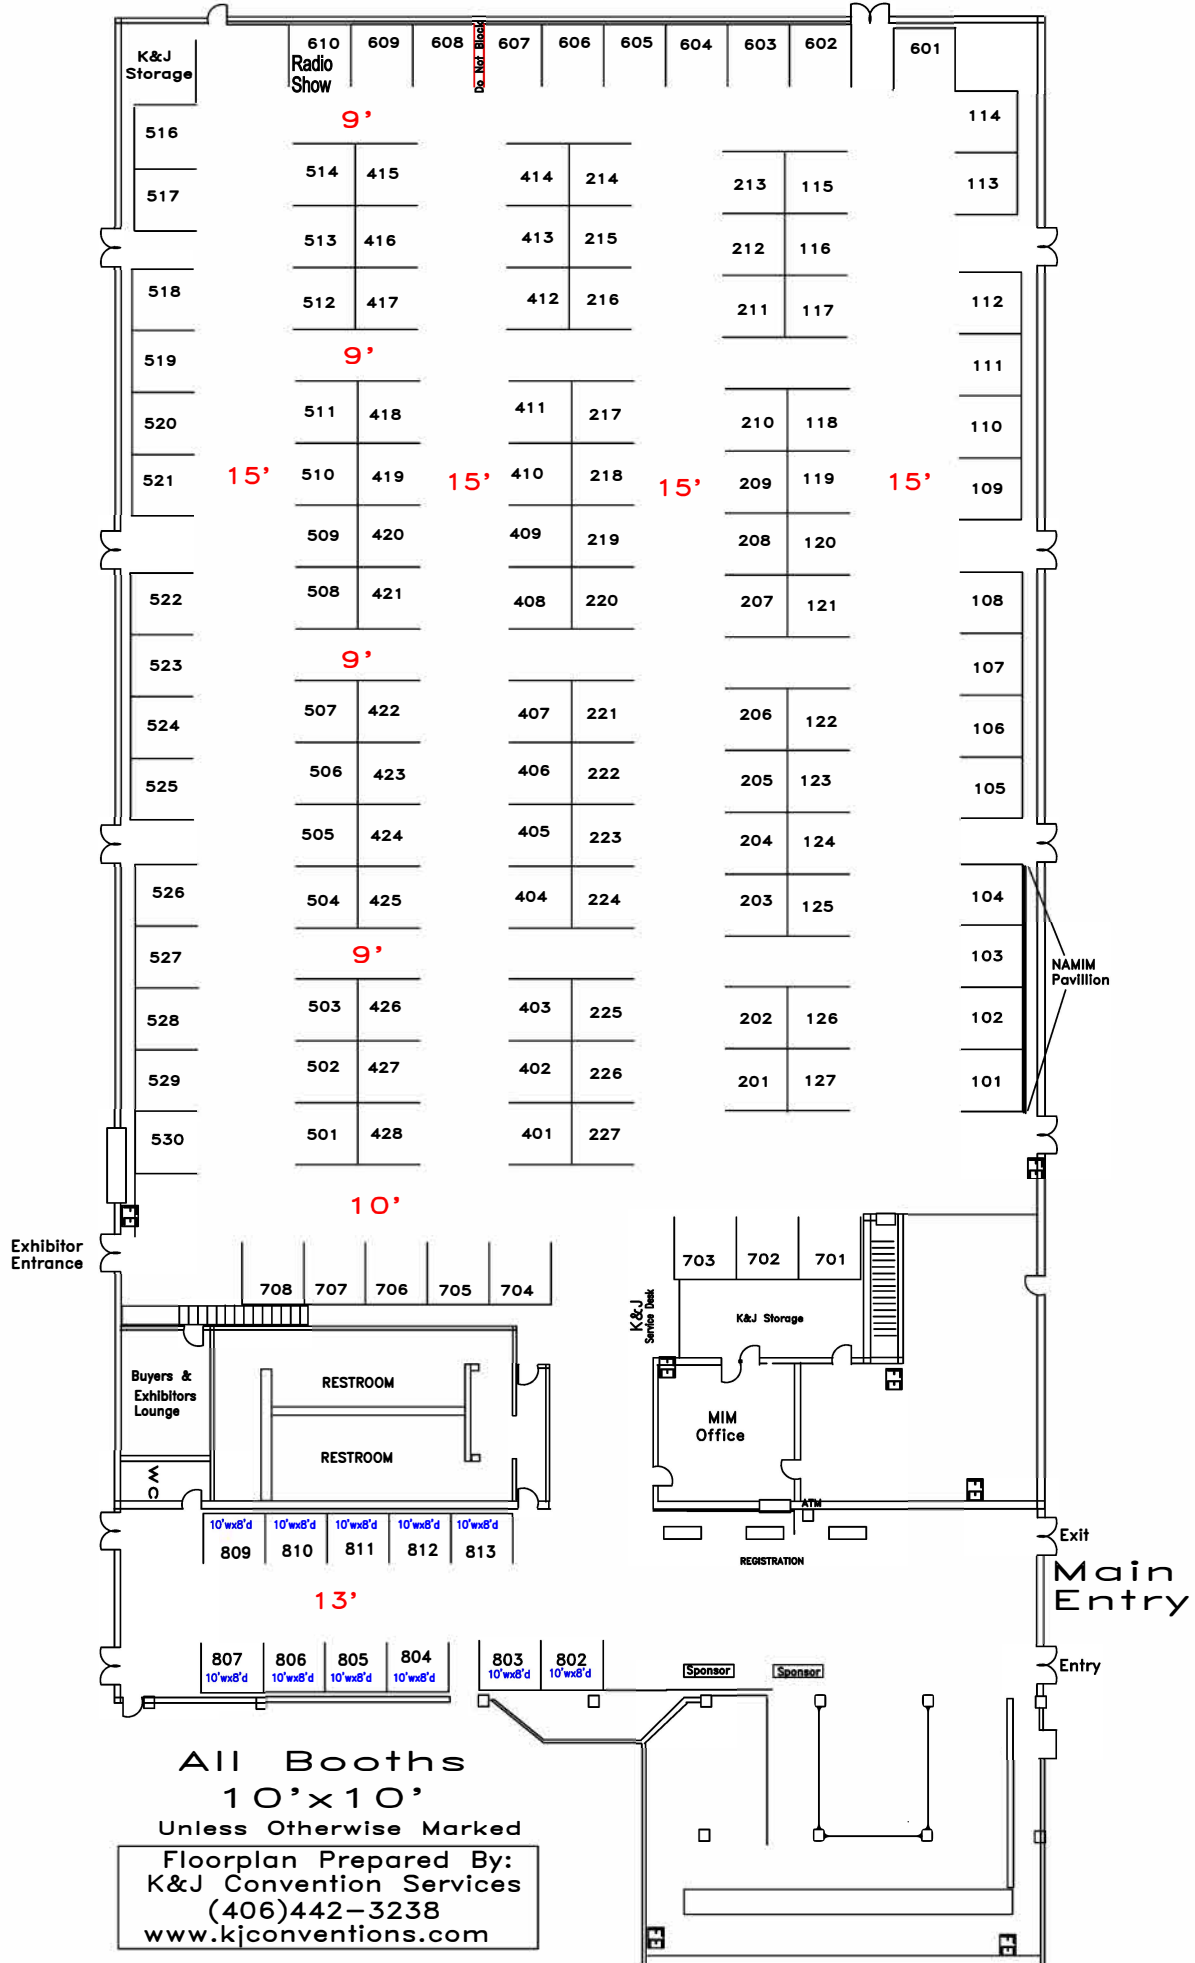 K&J
Storage
610
Radio
Show
609
608
Do Not Block
607
606
605
604
603
602
601
9'
516
517
514 415
513 416
512 417
414 214
413 215
412 216
213 115
212 116
211 117
114
113
9'
518
519
520
521
511 418
510 419
509 420
508 421
411 217
410 218
409 219
408 220
210 118
209 119
208 120
207 121
112
111
110
109
15'
15'
15'
15'
9'
522
523
524
525
507 422
506 423
505 424
504 425
407 221
406 222
405 223
404 224
206 122
205 123
204 124
203 125
108
107
106
105
9'
526
527
528
529
530
503 426
502 427
501 428
403 225
402 226
401 227
202 126
201 127
104
103
102
101
NAMIM
Pavillion
10'
Exhibitor
Entrance
708 707 706 705 704
703 702 701
K&J
Service Desk
K&J Storage
Buyers &
Exhibitors
Lounge
RESTROOM
RESTROOM
WC
MIM
Office
ATM
REGISTRATION
Exit
Main
Entry
Entry
10'wx8'd 10'wx8'd 10'wx8'd 10'wx8'd 10'wx8'd
809 810 811 812 813
13'
807 806 805 804 803 802
10'wx8'd 10'wx8'd 10'wx8'd 10'wx8'd 10'wx8'd 10'wx8'd
Sponsor
Sponsor
All Booths
10'x10'
Unless Otherwise Marked
Floorplan Prepared By:
K&J Convention Services
(406)442-3238
www.kjconventions.com